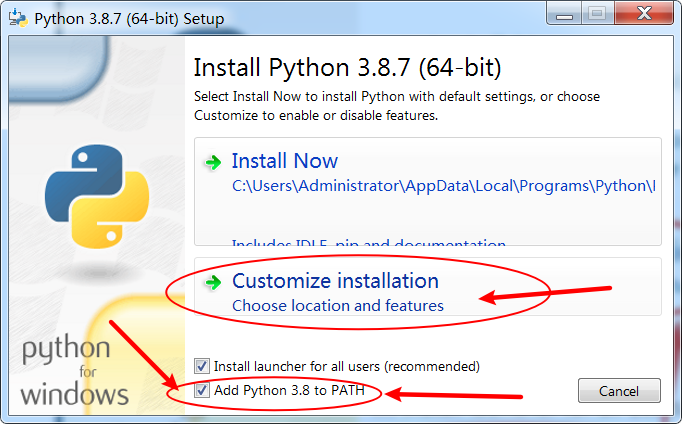 Python 3.8.7 (64-bit) Setup
Install Python 3.8.7 (64-bit)
Select Install Now to install Python with default settings, or choose
Customize to enable or disable features.
Install Now
C:\Users\Administrator\AppData\Local\Programs\Python\
Includes IDLE, pip and documentation
Customize installation
Choose location and features
python
for
windows
Install launcher for all users (recommended)
Add Python 3.8 to PATH
Cancel